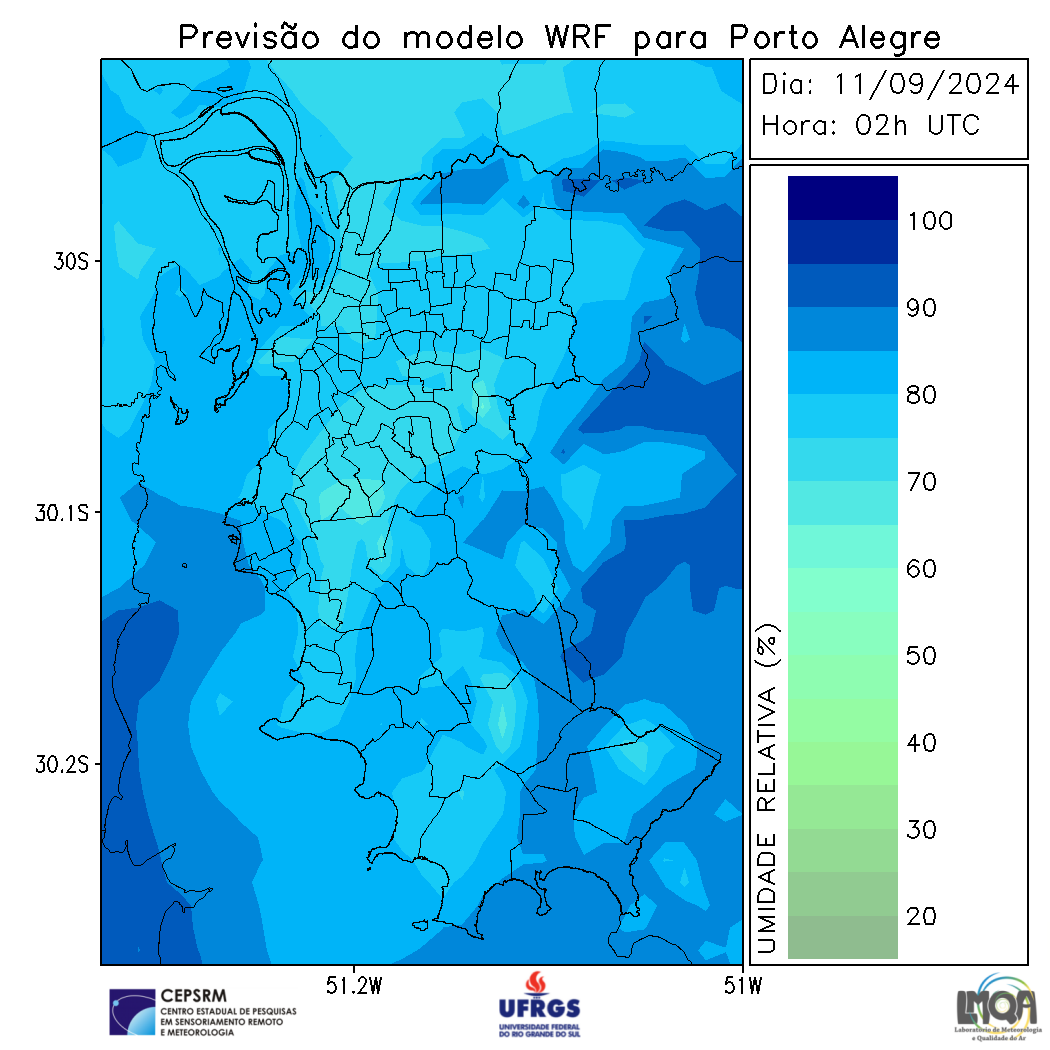 Previsão do modelo WRF para Porto Alegre
Dia: 11/09/2024
Hora: 02h UTC
30S
30.1S
30.2S
51.2W
51W
100
90
80
70
60
50
40
30
20
UMIDADE RELATIVA (%)
CEPSRM
CENTRO ESTADUAL DE PESQUISAS
EM SENSORIAMENTO REMOTO
E METEOROLOGIA
UFRGS
UNIVERSIDADE FEDERAL
DO RIO GRANDE DO SUL
LMQA
Laboratório de Meteorologia
e Qualidade do Ar